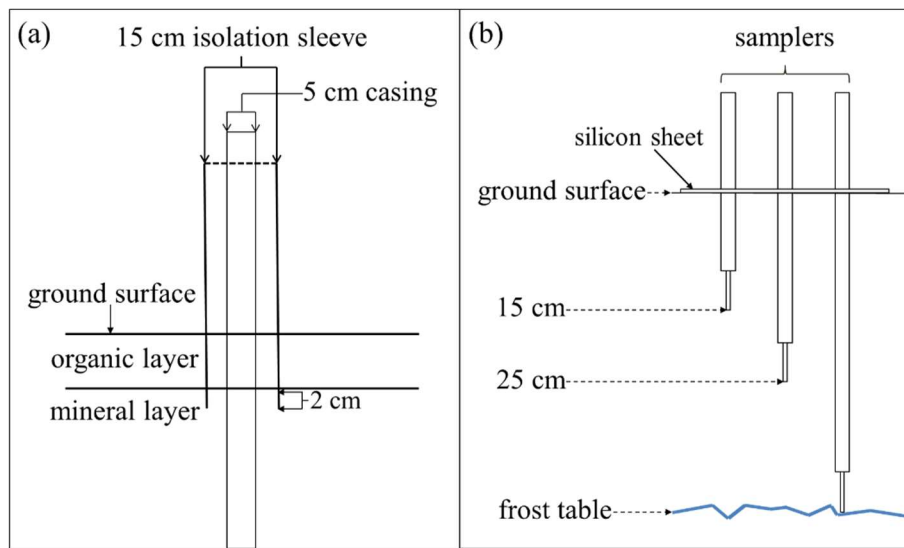 (a)
15 cm isolation sleeve
5 cm casing
ground surface
organic layer
mineral layer
2 cm
(b)
samplers
silicon sheet
ground surface
15 cm
25 cm
frost table